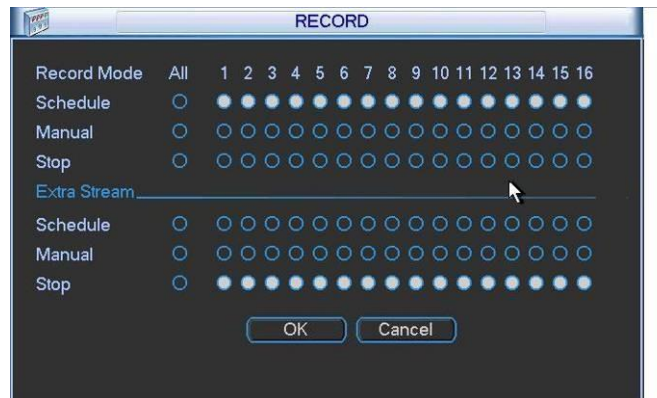 RECORD
Record Mode All 1 2 3 4 5 6 7 8 9 10 11 12 13 14 15 16
Schedule
Manual
Stop
Extra Stream
Schedule
Manual
Stop
OK Cancel